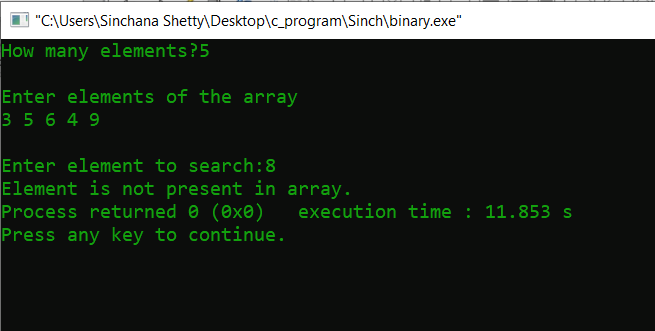 "C:\Users\Sinchana Shetty\Desktop\c_program\Sinch\binary.exe"
How many elements?5
Enter elements of the array
3 5 6 4 9
Enter element to search:8
Element is not present in array.
Process returned 0 (0x0)   execution time : 11.853 s
Press any key to continue.